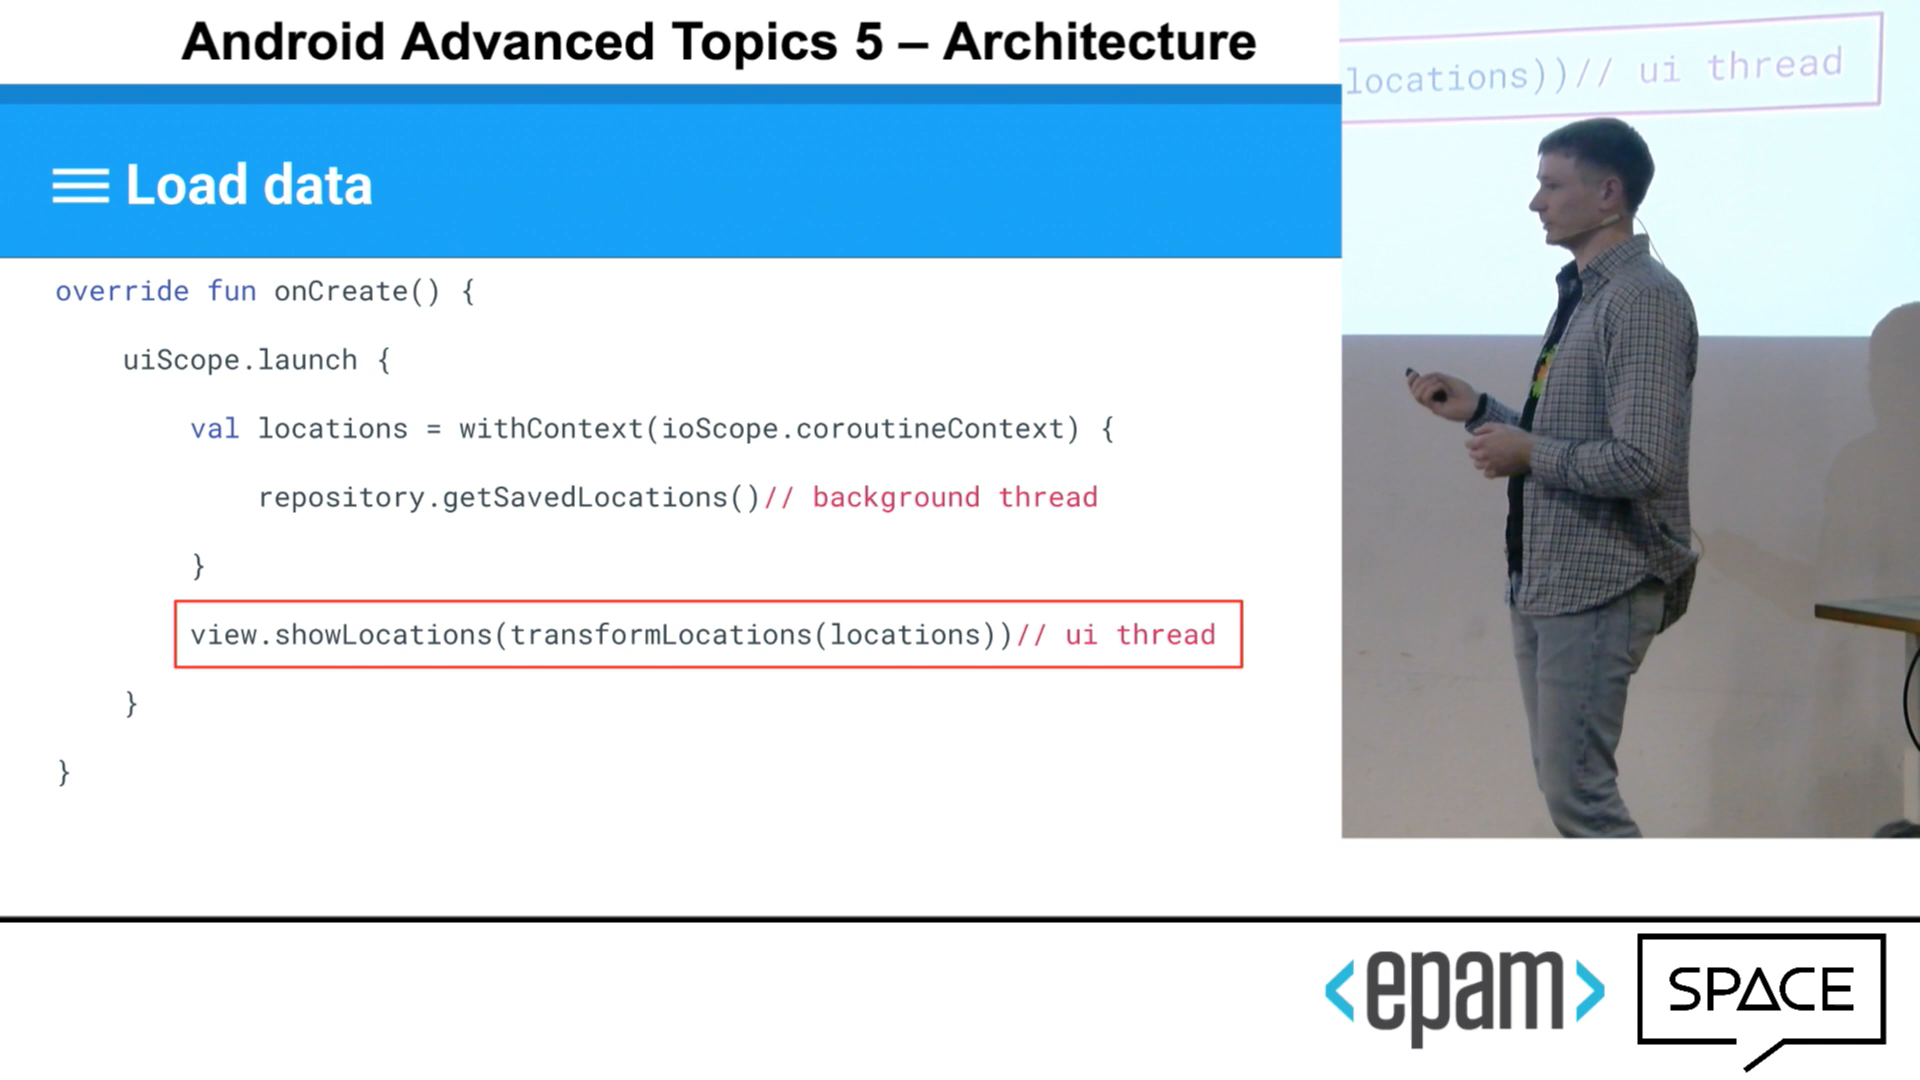 Android Advanced Topics 5 – Architecture
locations))// ui thread
Load data
override fun onCreate() {
uiScope.launch {
val locations = withContext(ioScope.coroutineContext) {
repository.getSavedLocations()// background thread
}
view.showLocations(transformLocations(locations))// ui thread
}
}
<epam>
SPACE